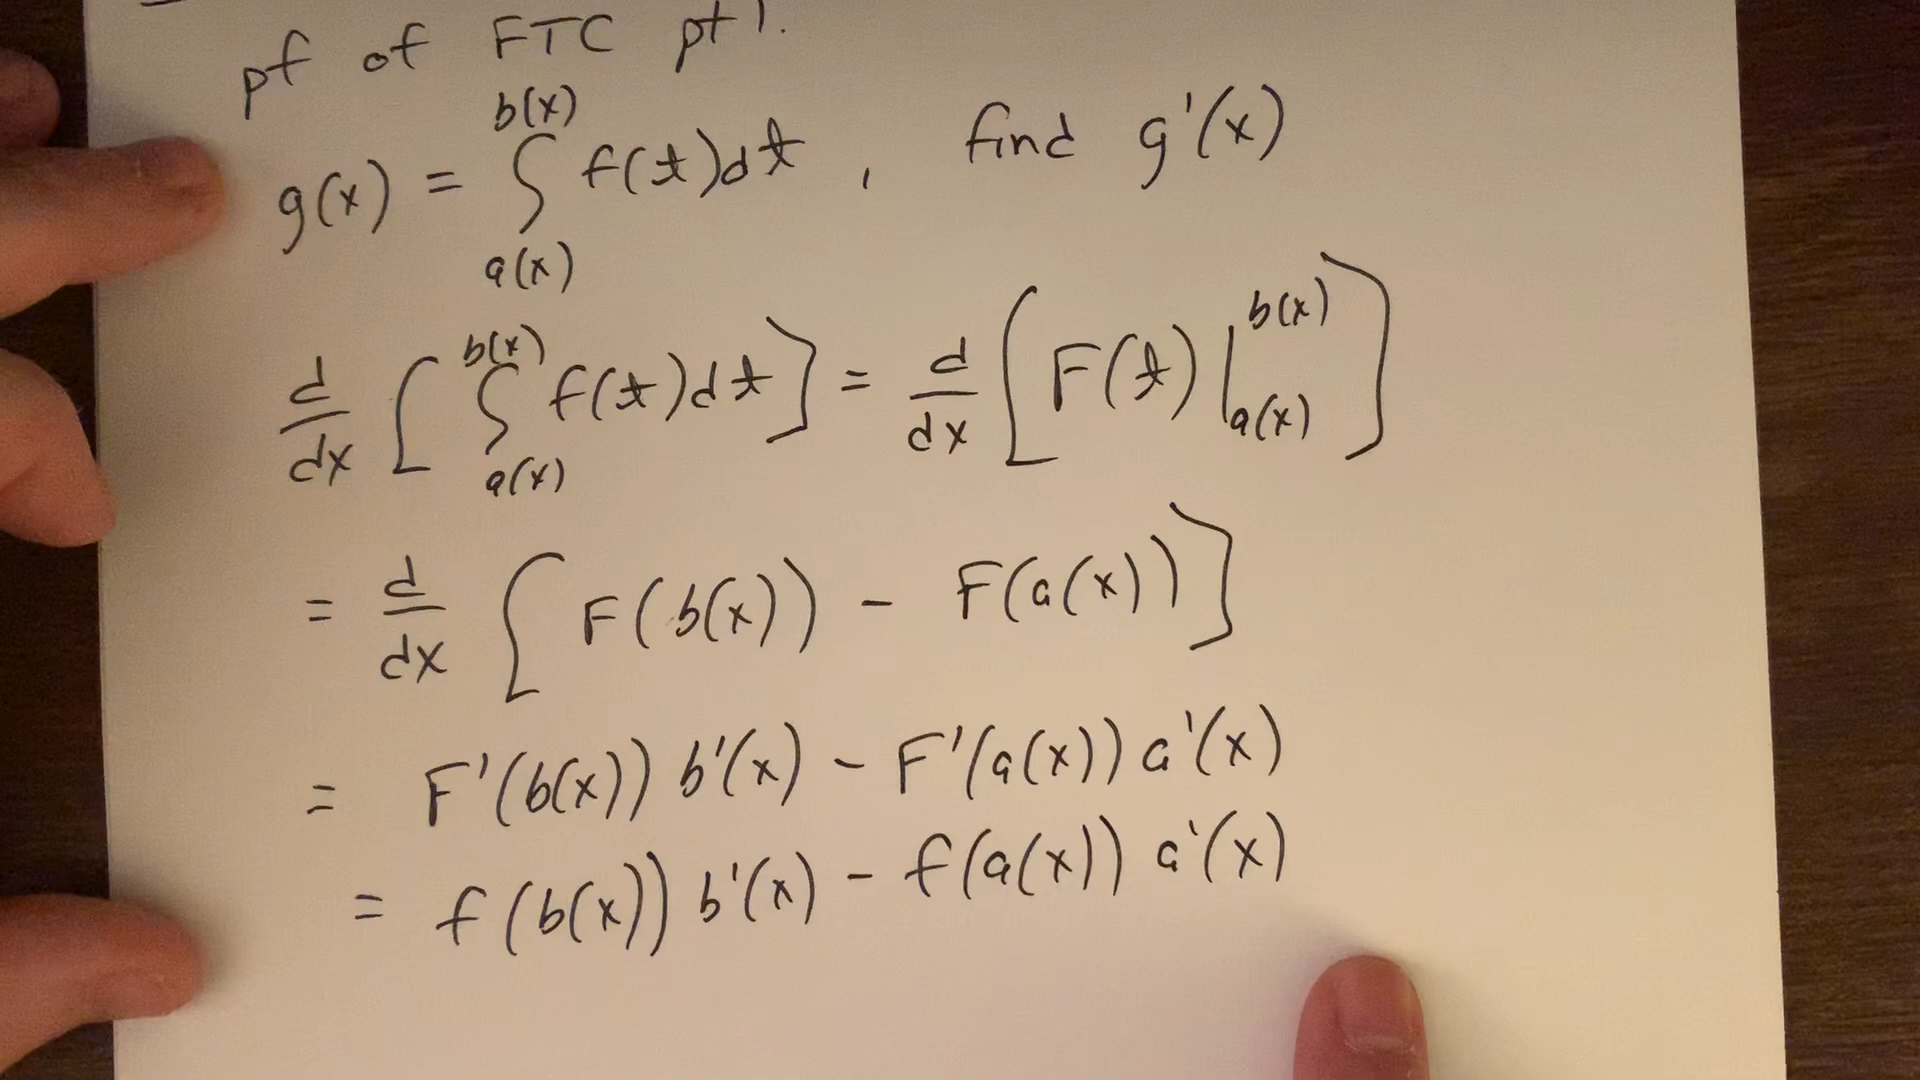 pf of FTC pt 1.
g(x) = ∫_{a(x)}^{b(x)} f(t)dt , find g'(x)
d/dx [ ∫_{a(x)}^{b(x)} f(t)dt ] = d/dx [ F(t) |_{a(x)}^{b(x)} ]
= d/dx [ F(b(x)) - F(a(x)) ]
= F'(b(x)) b'(x) - F'(a(x)) a'(x)
= f(b(x)) b'(x) - f(a(x)) a'(x)